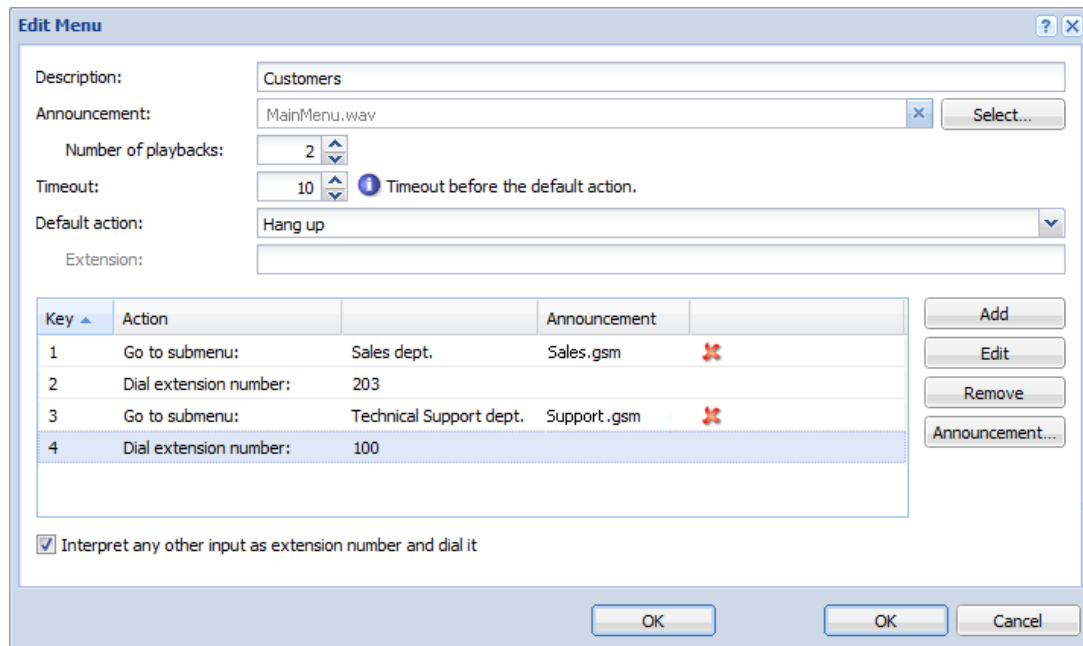 Edit Menu
Description: Customers
Announcement: MainMenu.wav Select...
Number of playbacks: 2
Timeout: 10 Timeout before the default action.
Default action: Hang up
Extension:
Key Action Announcement Add
1 Go to submenu: Sales dept. Sales.gsm Edit
2 Dial extension number: 203 Remove
3 Go to submenu: Technical Support dept. Support.gsm
4 Dial extension number: 100 Announcement...
Interpret any other input as extension number and dial it
OK OK Cancel